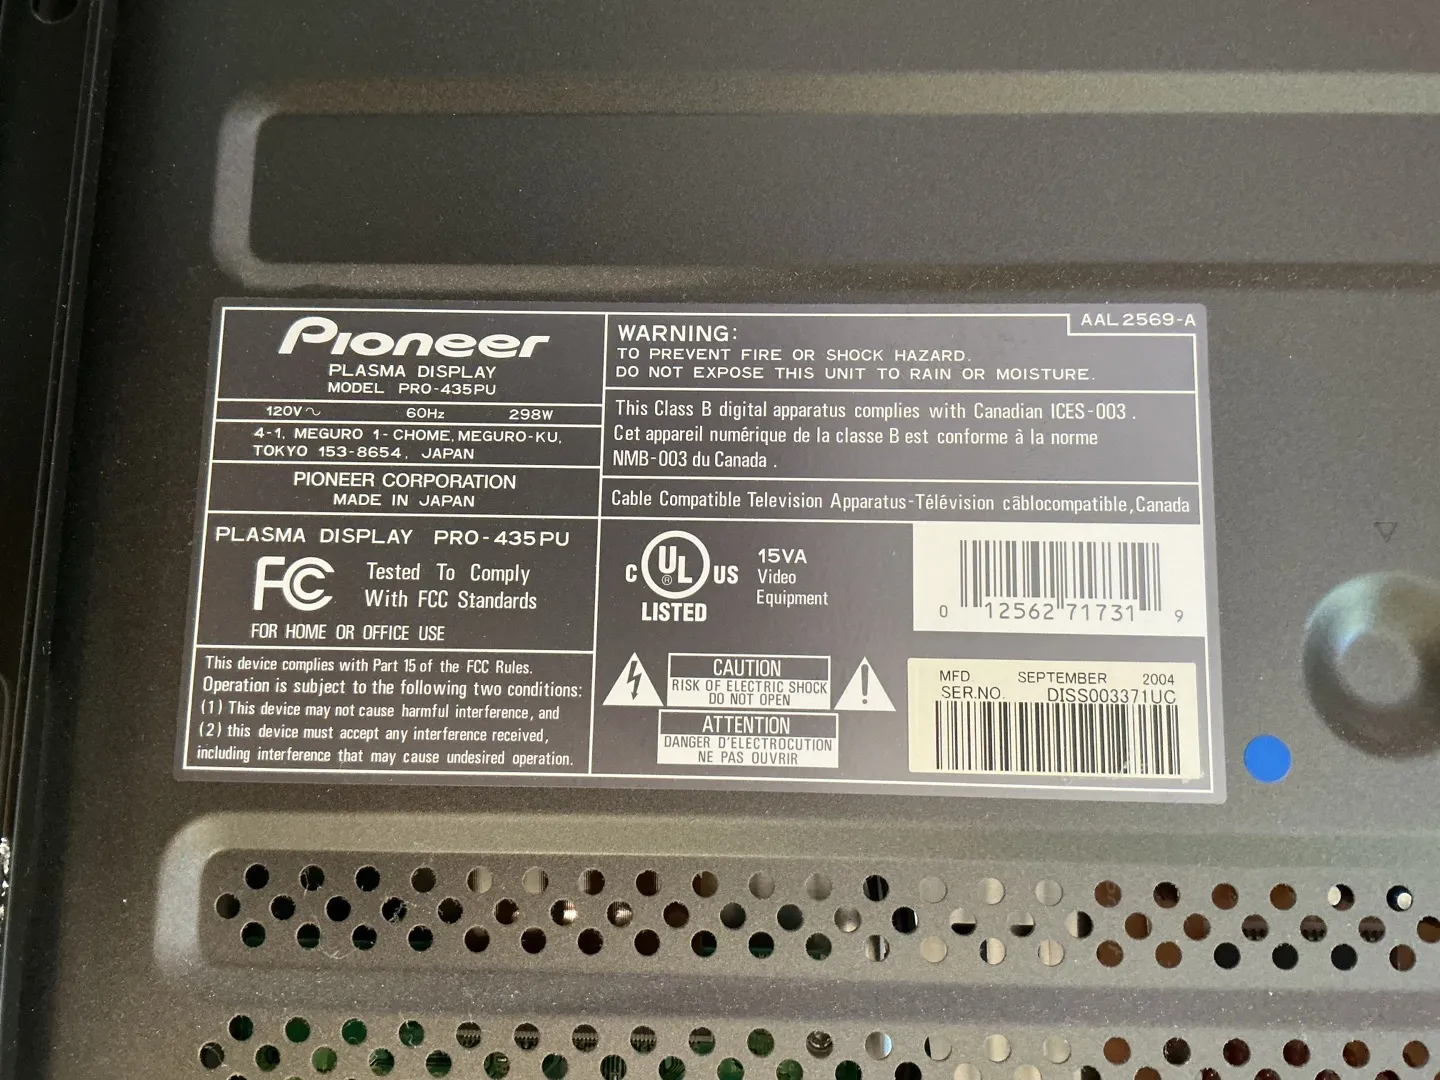 Pioneer
PLASMA DISPLAY
MODEL PRO-435PU
120V~ 60Hz 298W
4-1, MEGURO 1-CHOME, MEGURO-KU,
TOKYO 153-8654, JAPAN
PIONEER CORPORATION
MADE IN JAPAN
PLASMA DISPLAY PRO-435PU
FC Tested To Comply
With FCC Standards
FOR HOME OR OFFICE USE
This device complies with Part 15 of the FCC Rules.
Operation is subject to the following two conditions:
(1) This device may not cause harmful interference, and
(2) this device must accept any interference received,
including interference that may cause undesired operation.
AAL2569-A
WARNING:
TO PREVENT FIRE OR SHOCK HAZARD.
DO NOT EXPOSE THIS UNIT TO RAIN OR MOISTURE.
This Class B digital apparatus complies with Canadian ICES-003.
Cet appareil numérique de la classe B est conforme à la norme
NMB-003 du Canada.
Cable Compatible Television Apparatus-Télévision câblocompatible, Canada
C UL ® US
LISTED
15VA
Video
Equipment
0 12562 71731 9
CAUTION
RISK OF ELECTRIC SHOCK
DO NOT OPEN
ATTENTION
DANGER D'ELECTROCUTION
NE PAS OUVRIR
MFD SEPTEMBER 2004
SER.NO. DISS003371UC